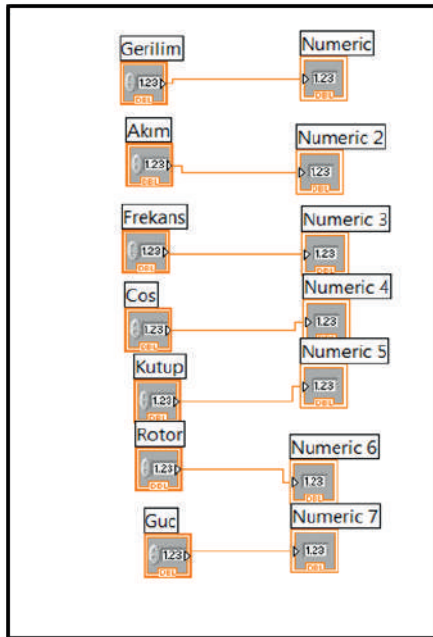 Gerilim Numeric
1.23 1.23
DBL DBL
Akım Numeric 2
1.23 1.23
DBL DBL
Frekans Numeric 3
1.23 1.23
DBL DBL
Cos Numeric 4
1.23 1.23
DBL
Kutup Numeric 5
1.23 1.23
DBL DBL
Rotor Numeric 6
1.23 1.23
DBL DBL
Guc Numeric 7
1.23 1.23
DBL DBL